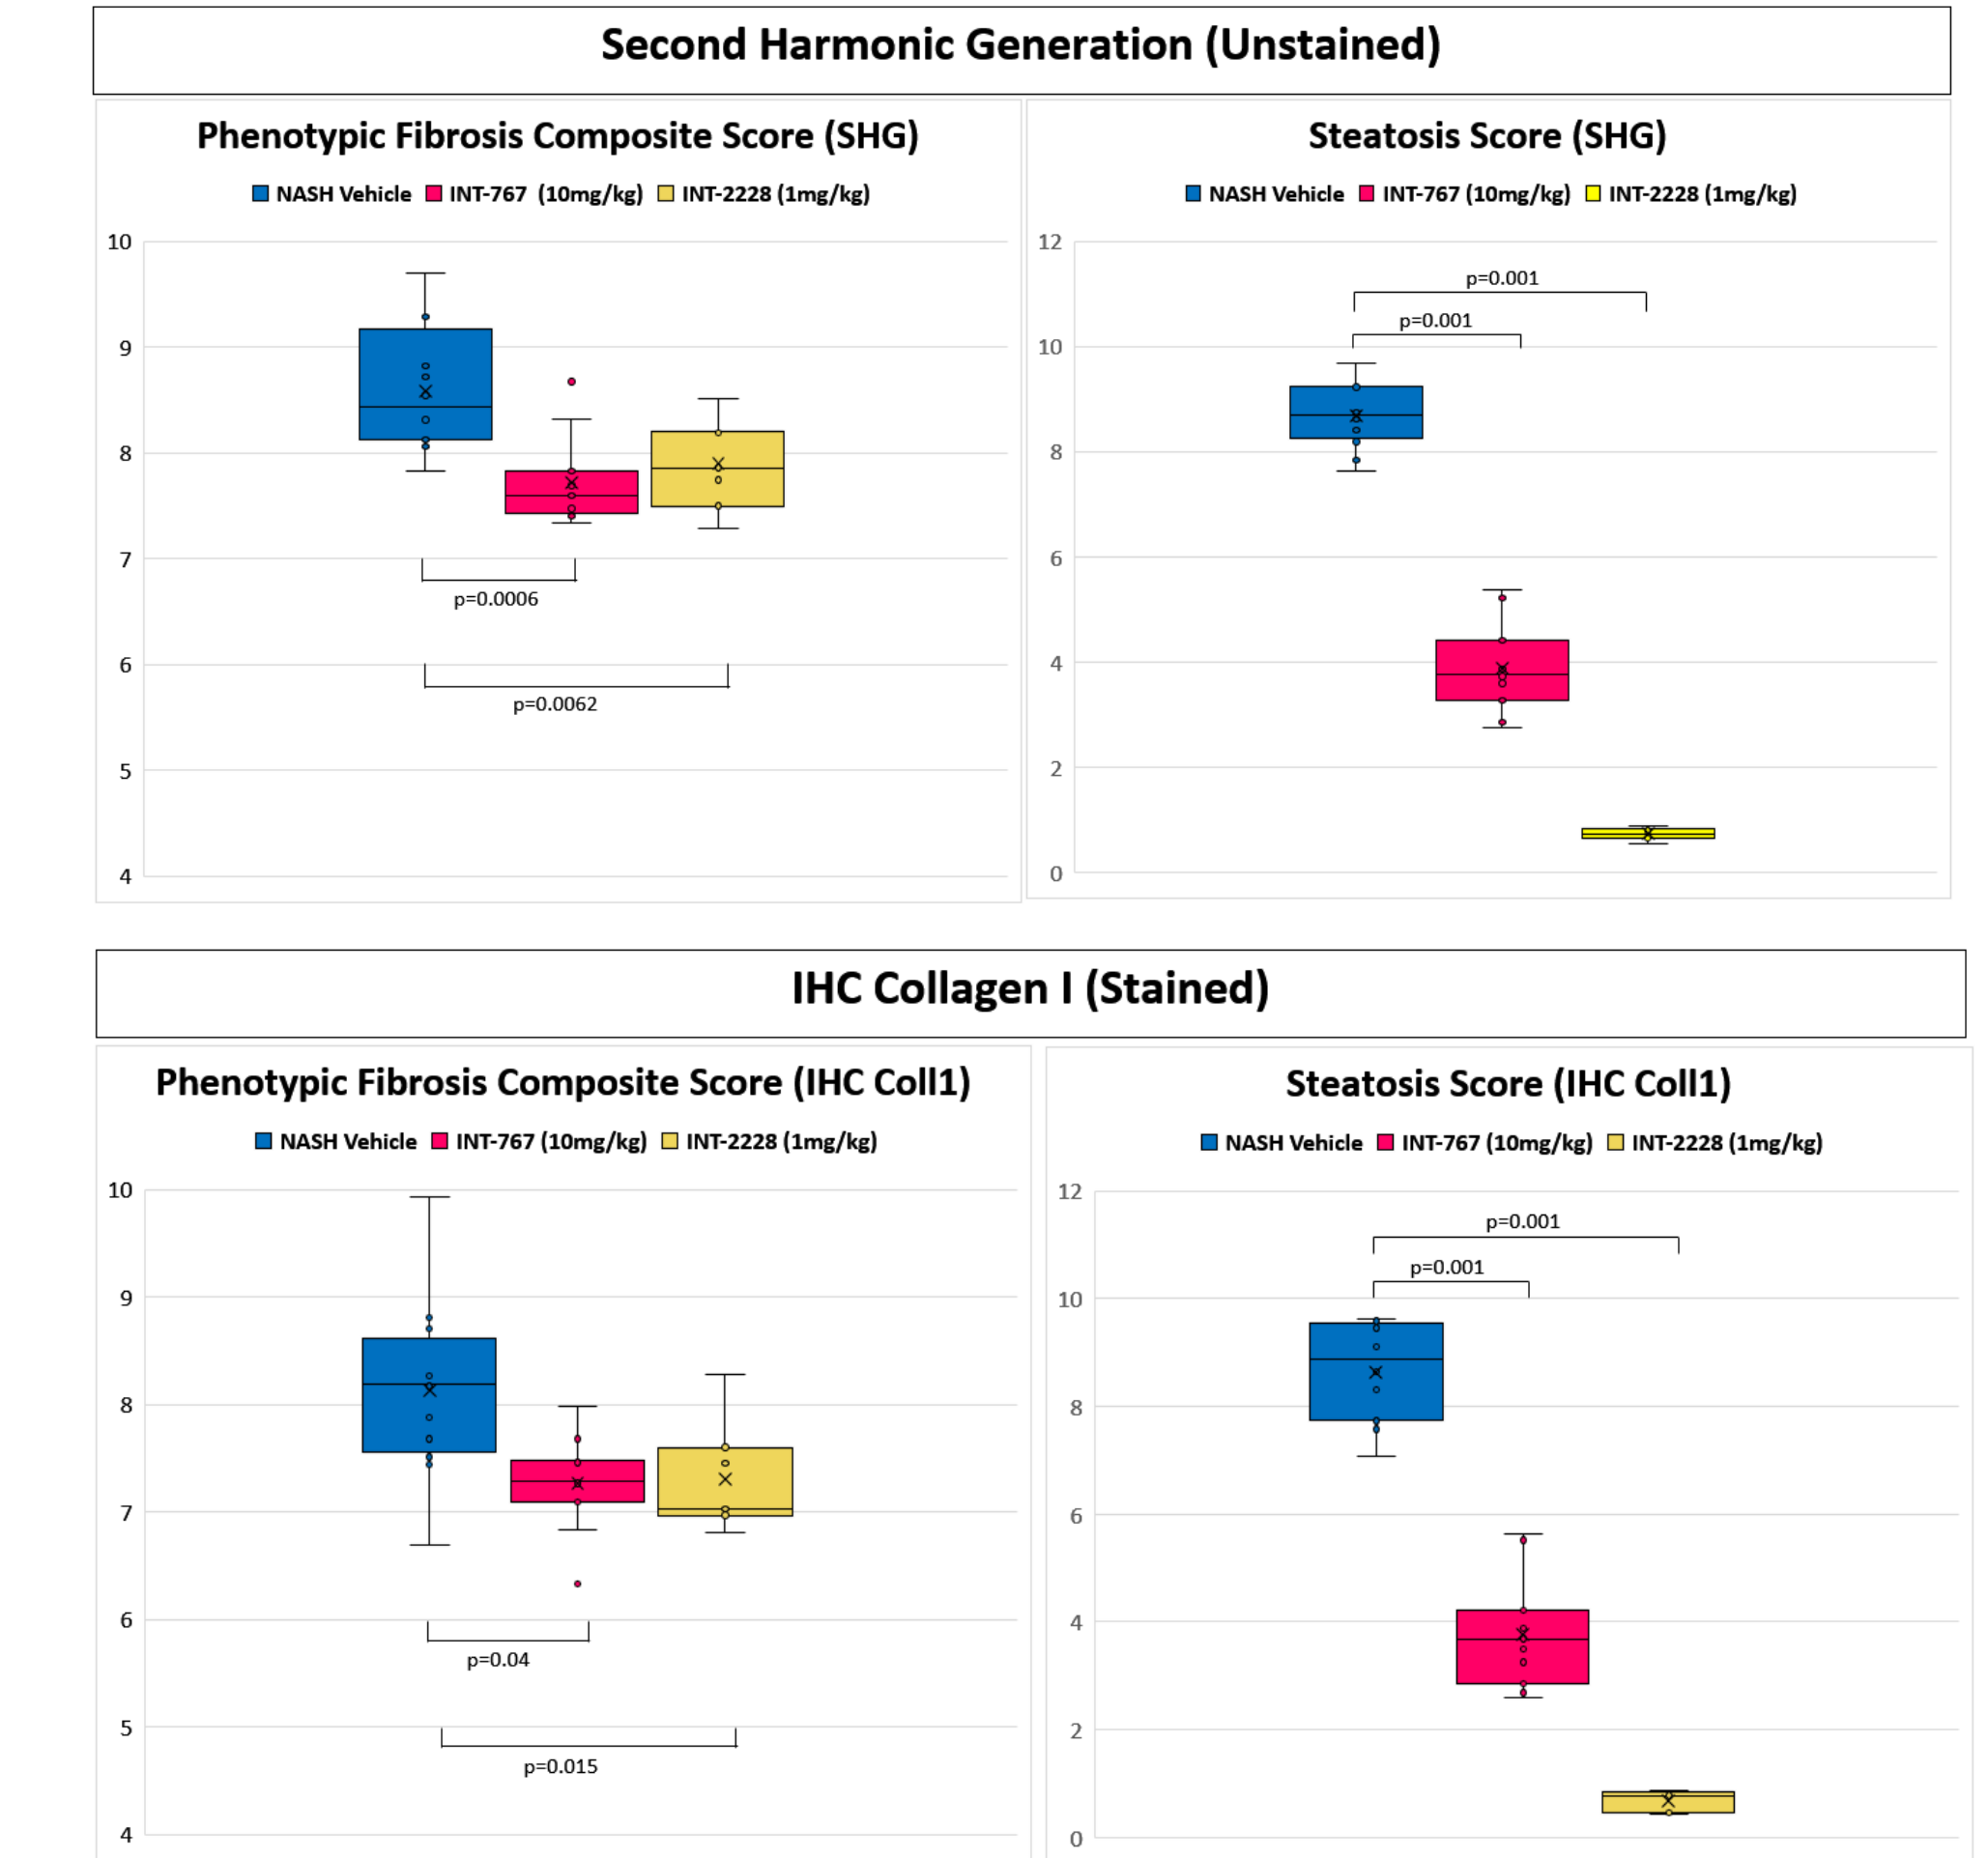 Second Harmonic Generation (Unstained)
Phenotypic Fibrosis Composite Score (SHG)
NASH Vehicle INT-767 (10mg/kg) INT-2228 (1mg/kg)
10
9
8
7
6
5
4
p=0.0006
p=0.0062
Steatosis Score (SHG)
NASH Vehicle INT-767 (10mg/kg) INT-2228 (1mg/kg)
12
10
8
6
4
2
0
p=0.001
p=0.001
IHC Collagen I (Stained)
Phenotypic Fibrosis Composite Score (IHC Coll1)
NASH Vehicle INT-767 (10mg/kg) INT-2228 (1mg/kg)
10
9
8
7
6
5
4
p=0.04
p=0.015
Steatosis Score (IHC Coll1)
NASH Vehicle INT-767 (10mg/kg) INT-2228 (1mg/kg)
12
10
8
6
4
2
0
p=0.001
p=0.001